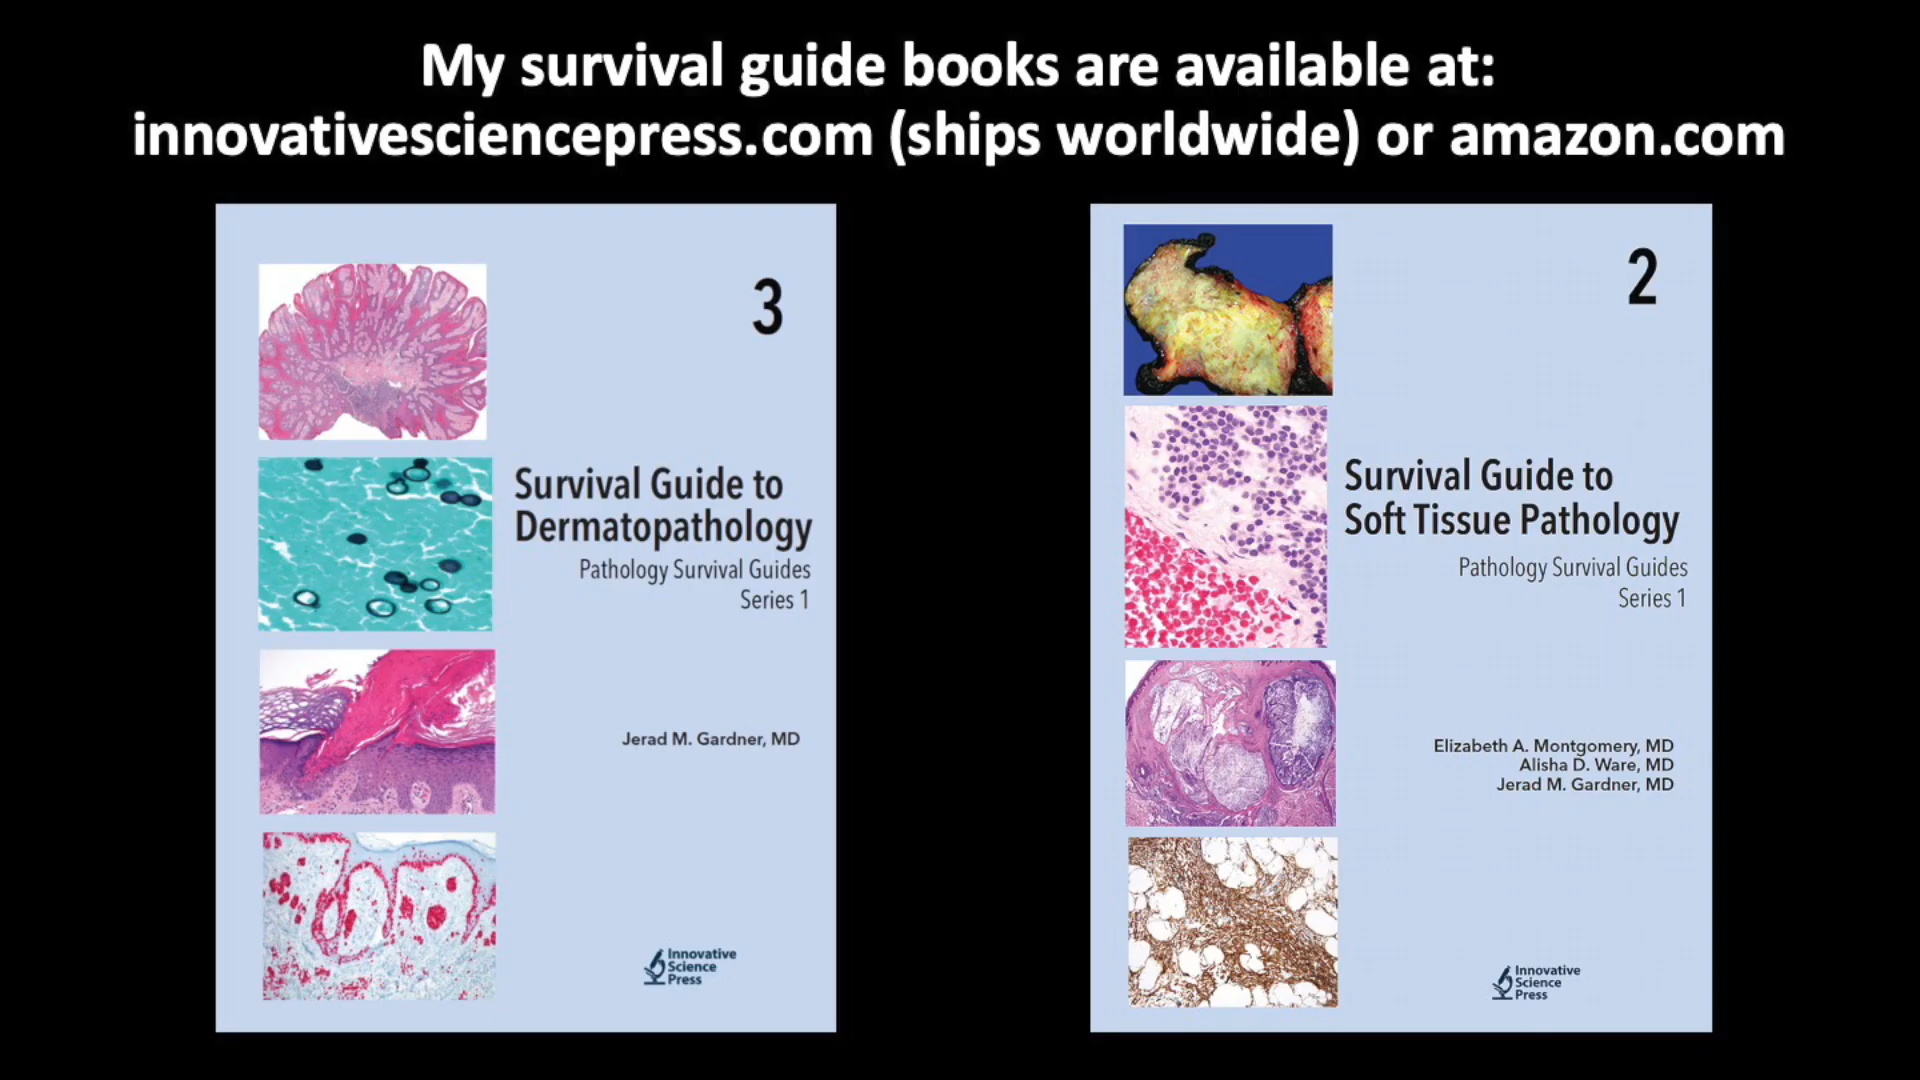 My survival guide books are available at:
innovativesciencepress.com (ships worldwide) or amazon.com
3
Survival Guide to
Dermatopathology
Pathology Survival Guides
Series 1
Jerad M. Gardner, MD
Innovative
Science
Press
2
Survival Guide to
Soft Tissue Pathology
Pathology Survival Guides
Series 1
Elizabeth A. Montgomery, MD
Alisha D. Ware, MD
Jerad M. Gardner, MD
Innovative
Science
Press